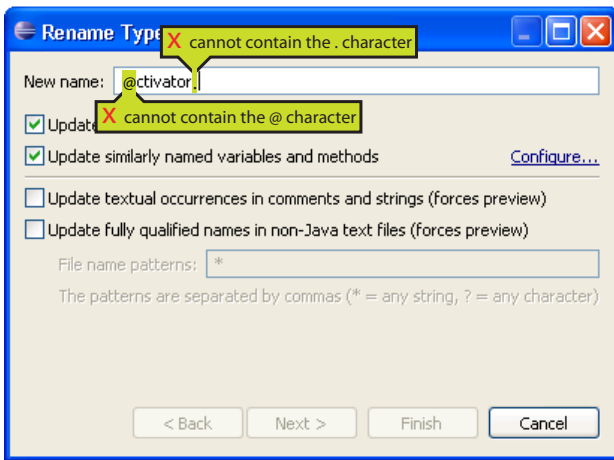 Rename Type
X cannot contain the . character
New name: @ctivator.
X cannot contain the @ character
Update
Update similarly named variables and methods Configure...
Update textual occurrences in comments and strings (forces preview)
Update fully qualified names in non-Java text files (forces preview)
File name patterns: *
The patterns are separated by commas (* = any string, ? = any character)
< Back Next > Finish Cancel